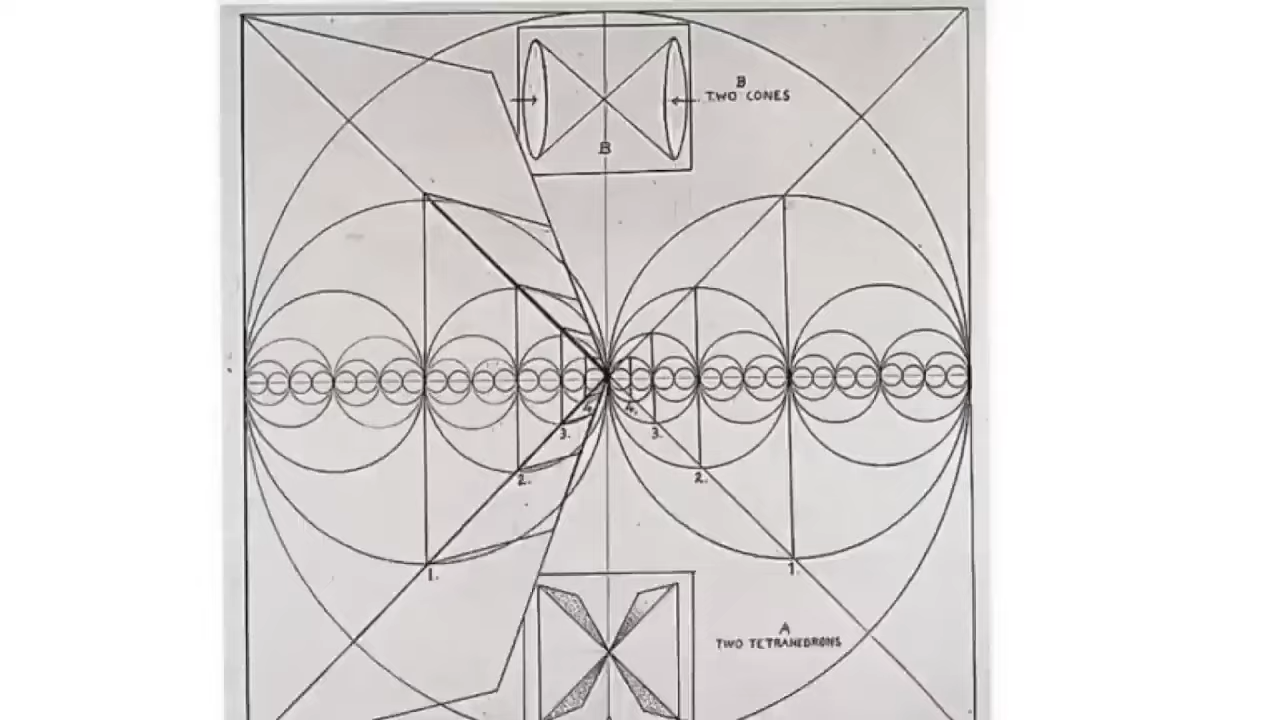 B
TWO CONES
B
4.
4.
3.
3.
2.
2.
1.
1.
A
TWO TETRAHEDRONS